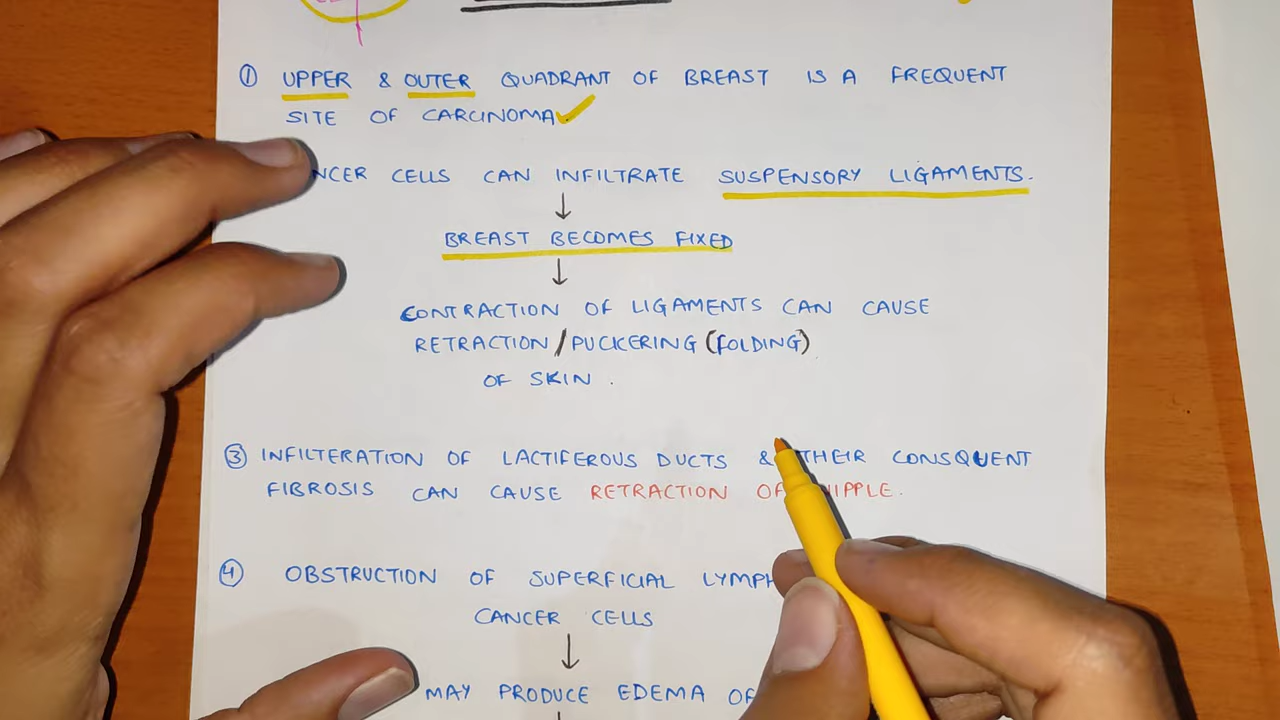 ① UPPER & OUTER QUADRANT OF BREAST IS A FREQUENT
SITE OF CARCINOMA
CELLS CAN INFILTRATE SUSPENSORY LIGAMENTS.
↓
BREAST BECOMES FIXED
↓
CONTRACTION OF LIGAMENTS CAN CAUSE
RETRACTION/PUCKERING (FOLDING)
OF SKIN.
③ INFILTERATION OF LACTIFEROUS DUCTS & THEIR CONSQUENT
FIBROSIS CAN CAUSE RETRACTION OF NIPPLE.
④ OBSTRUCTION OF SUPERFICIAL
CANCER CELLS
↓
MAY PRODUCE EDEMA OF